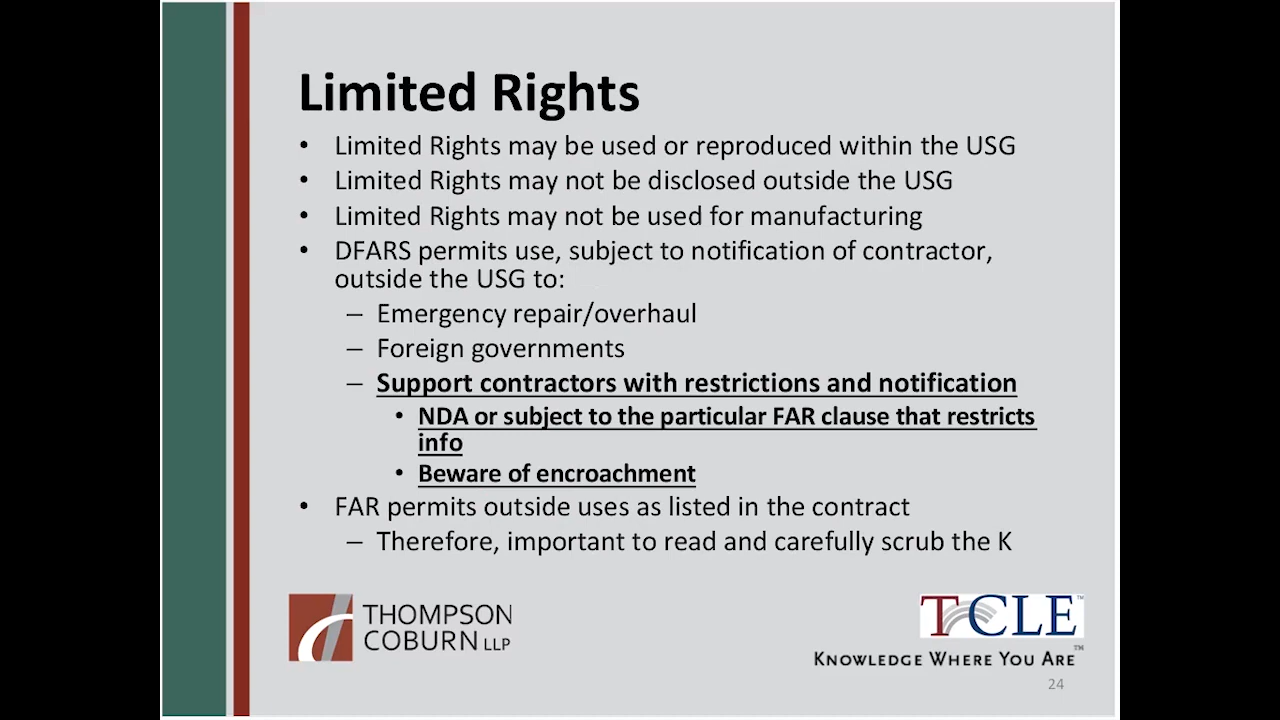 Limited Rights
• Limited Rights may be used or reproduced within the USG
• Limited Rights may not be disclosed outside the USG
• Limited Rights may not be used for manufacturing
• DFARS permits use, subject to notification of contractor,
outside the USG to:
– Emergency repair/overhaul
– Foreign governments
– Support contractors with restrictions and notification
• NDA or subject to the particular FAR clause that restricts
info
• Beware of encroachment
• FAR permits outside uses as listed in the contract
– Therefore, important to read and carefully scrub the K
THOMPSON
COBURN LLP
TCLE™
KNOWLEDGE WHERE YOU ARE™
24